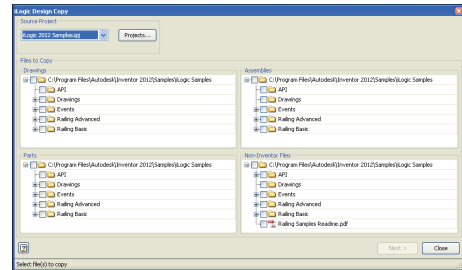 iLogic Design Copy
Source Project
iLogic 2012 Samples.ipj
Projects...
Files to Copy
Drawings
C:\Program Files\Autodesk\Inventor 2012\Samples\iLogic Samples
API
Drawings
Events
Railing Advanced
Railing Basic
Assemblies
C:\Program Files\Autodesk\Inventor 2012\Samples\iLogic Samples
API
Drawings
Events
Railing Advanced
Railing Basic
Parts
C:\Program Files\Autodesk\Inventor 2012\Samples\iLogic Samples
API
Drawings
Events
Railing Advanced
Railing Basic
Non-Inventor Files
C:\Program Files\Autodesk\Inventor 2012\Samples\iLogic Samples
API
Drawings
Events
Railing Advanced
Railing Basic
Railing Samples Readme.pdf
?
Next >
Close
Select file(s) to copy